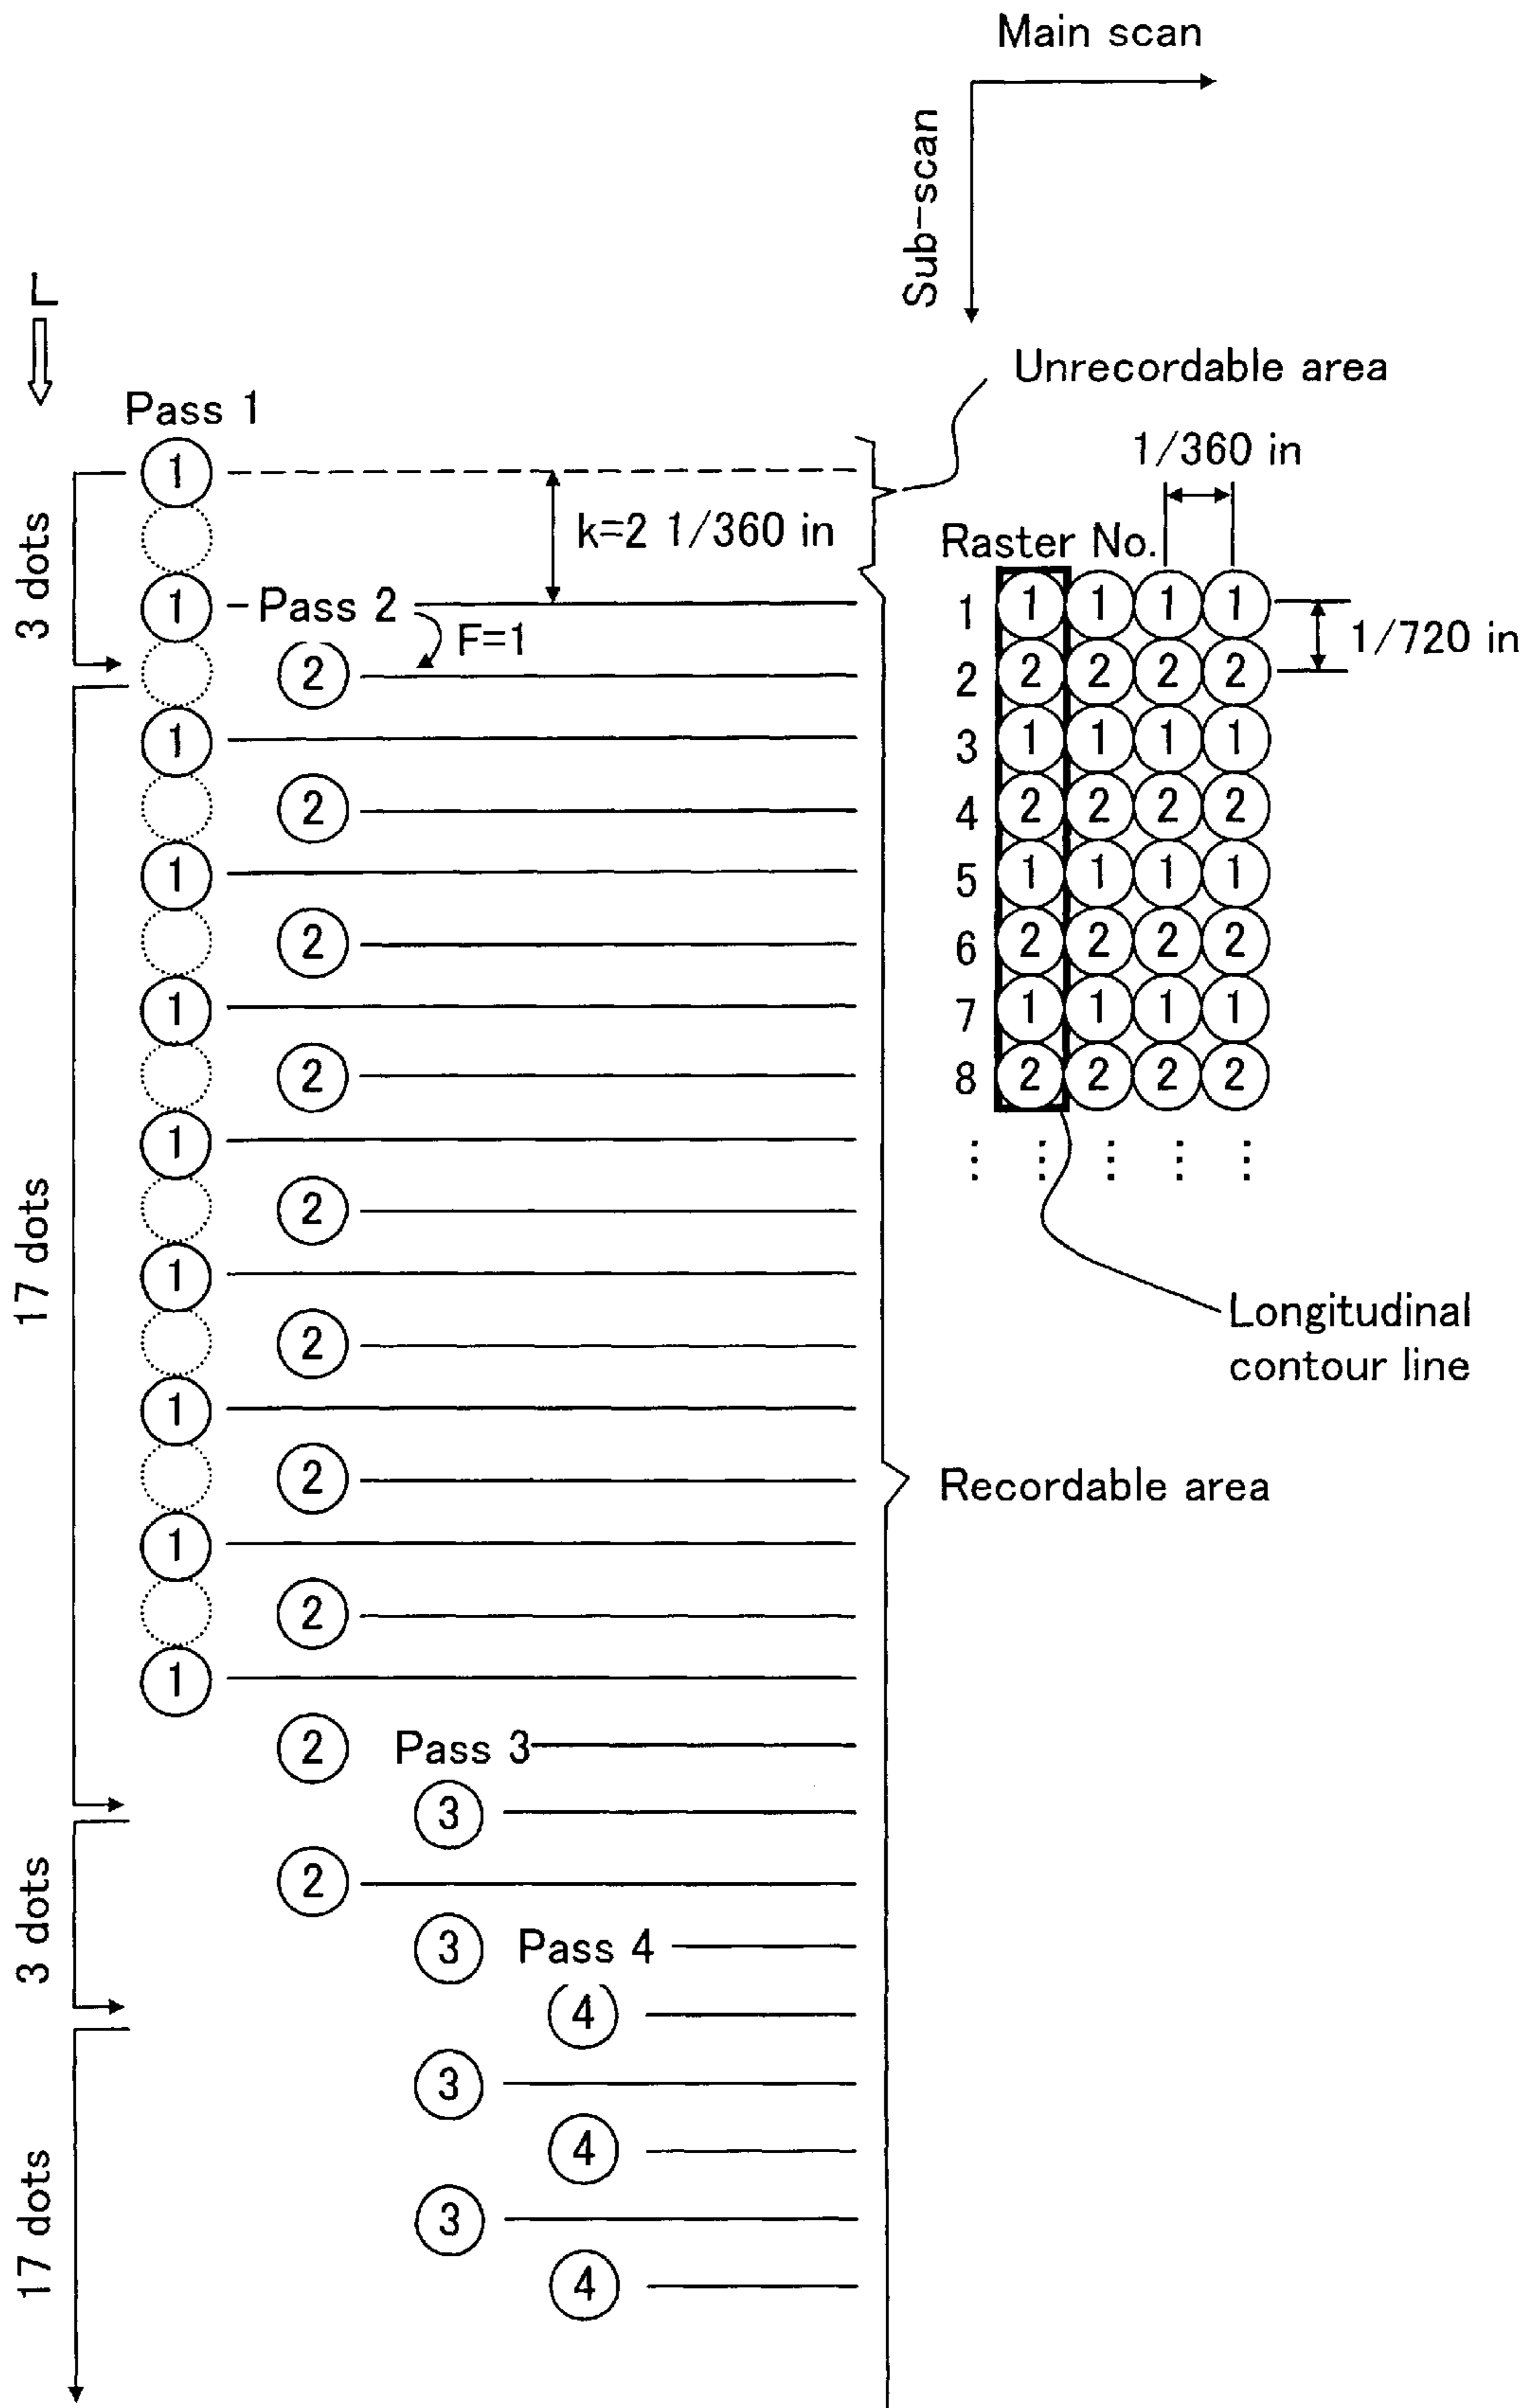 Main scan
Sub-scan
L
Unrecordable area
Pass 1
1/360 in
1
3 dots
k=2 1/360 in
Raster No.
1
Pass 2
1 1 1 1 1
F=1
1/720 in
2
2 2 2 2 2
1
3 1 1 1 1
2
4 2 2 2 2
1
5 1 1 1 1
2
6 2 2 2 2
1
7 1 1 1 1
2
8 2 2 2 2
1
17 dots
2
1
Longitudinal
contour line
2
1
2
Recordable area
1
2
1
2
Pass 3
3
2
3 dots
3
Pass 4
4
3
4
17 dots
3
4